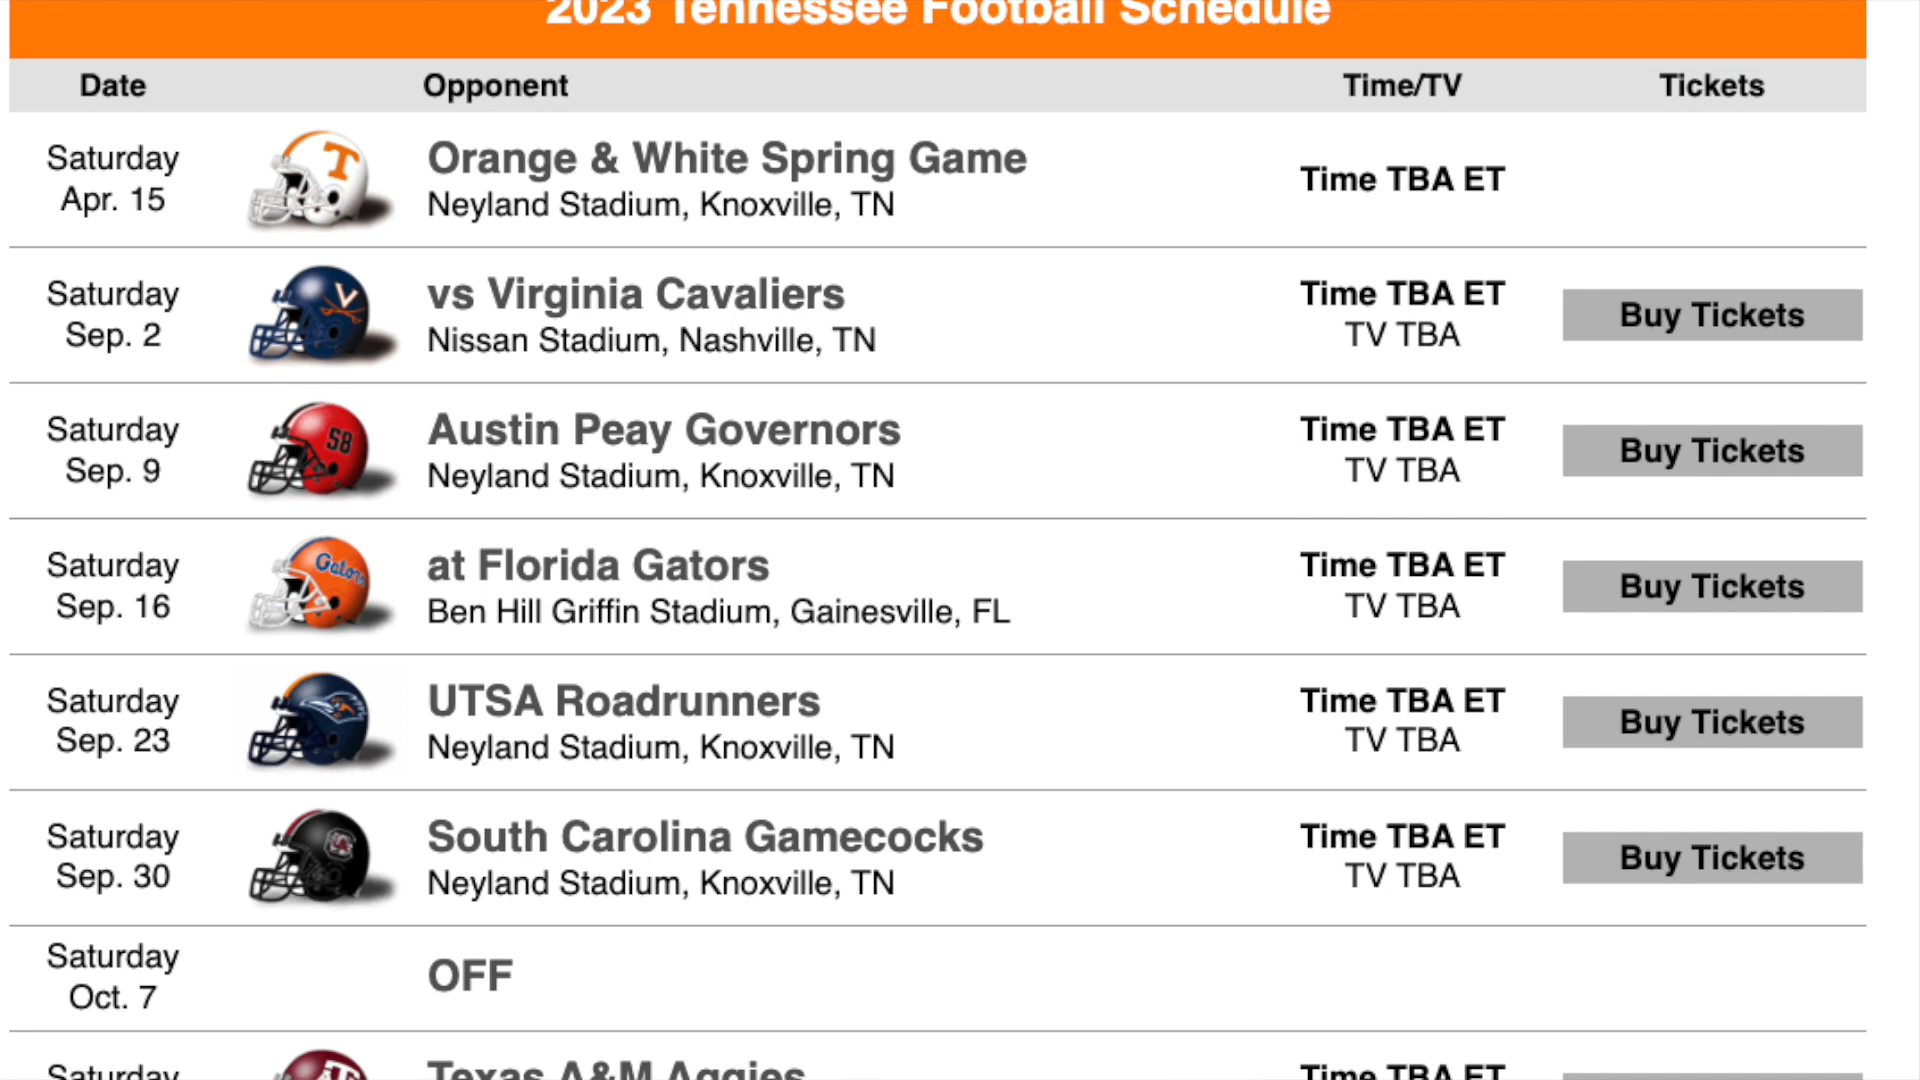 2023 Tennessee Football Schedule
Date Opponent Time/TV Tickets
Saturday
Apr. 15
T
Orange & White Spring Game
Neyland Stadium, Knoxville, TN
Time TBA ET
Saturday
Sep. 2
V
vs Virginia Cavaliers
Nissan Stadium, Nashville, TN
Time TBA ET
TV TBA
Buy Tickets
Saturday
Sep. 9
S8
Austin Peay Governors
Neyland Stadium, Knoxville, TN
Time TBA ET
TV TBA
Buy Tickets
Saturday
Sep. 16
Gators
at Florida Gators
Ben Hill Griffin Stadium, Gainesville, FL
Time TBA ET
TV TBA
Buy Tickets
Saturday
Sep. 23
UTSA Roadrunners
Neyland Stadium, Knoxville, TN
Time TBA ET
TV TBA
Buy Tickets
Saturday
Sep. 30
South Carolina Gamecocks
Neyland Stadium, Knoxville, TN
Time TBA ET
TV TBA
Buy Tickets
Saturday
Oct. 7
OFF
Saturday
Texas A&M Aggies
Time TBA ET